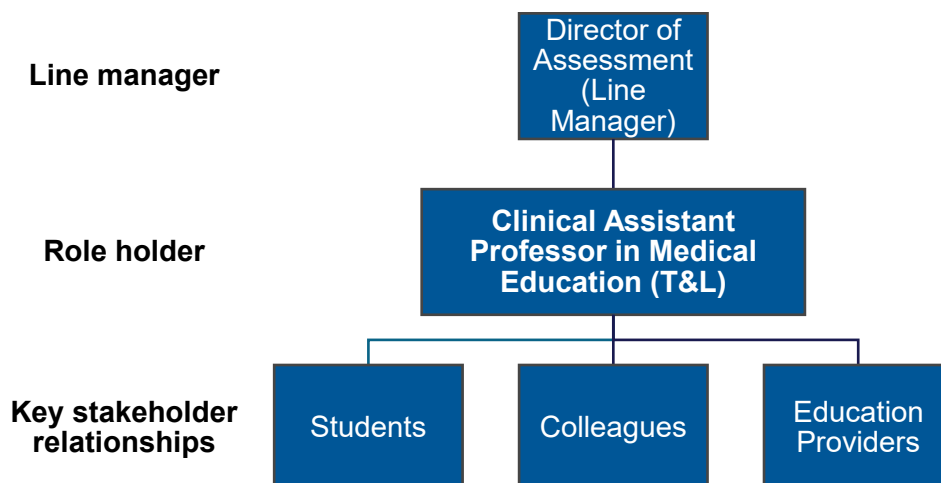 Line manager
Director of
Assessment
(Line
Manager)
Role holder
Clinical Assistant
Professor in Medical
Education (T&L)
Key stakeholder
relationships
Students
Colleagues
Education
Providers